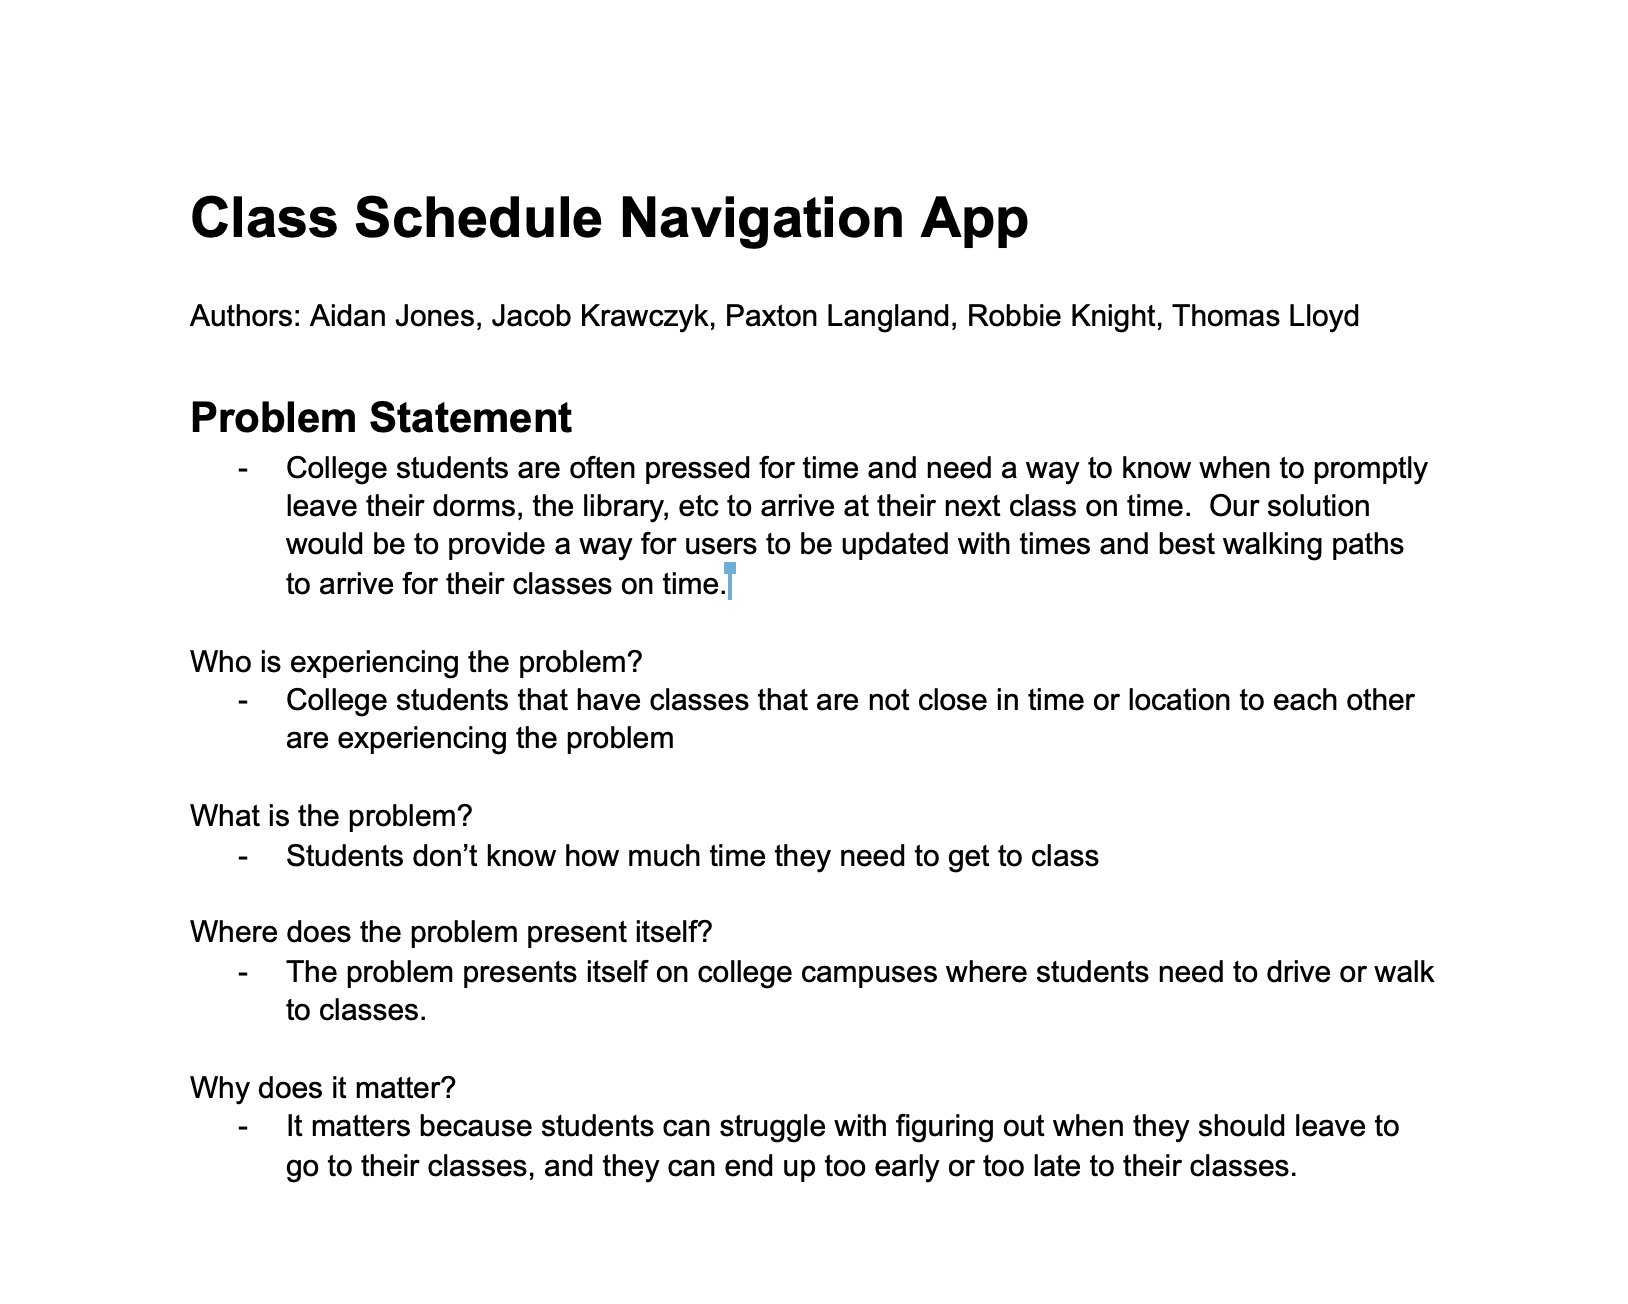 Class Schedule Navigation App
Authors: Aidan Jones, Jacob Krawczyk, Paxton Langland, Robbie Knight, Thomas Lloyd
Problem Statement
- College students are often pressed for time and need a way to know when to promptly
leave their dorms, the library, etc to arrive at their next class on time.  Our solution
would be to provide a way for users to be updated with times and best walking paths
to arrive for their classes on time.
Who is experiencing the problem?
- College students that have classes that are not close in time or location to each other
are experiencing the problem
What is the problem?
- Students don’t know how much time they need to get to class
Where does the problem present itself?
- The problem presents itself on college campuses where students need to drive or walk
to classes.
Why does it matter?
- It matters because students can struggle with figuring out when they should leave to
go to their classes, and they can end up too early or too late to their classes.